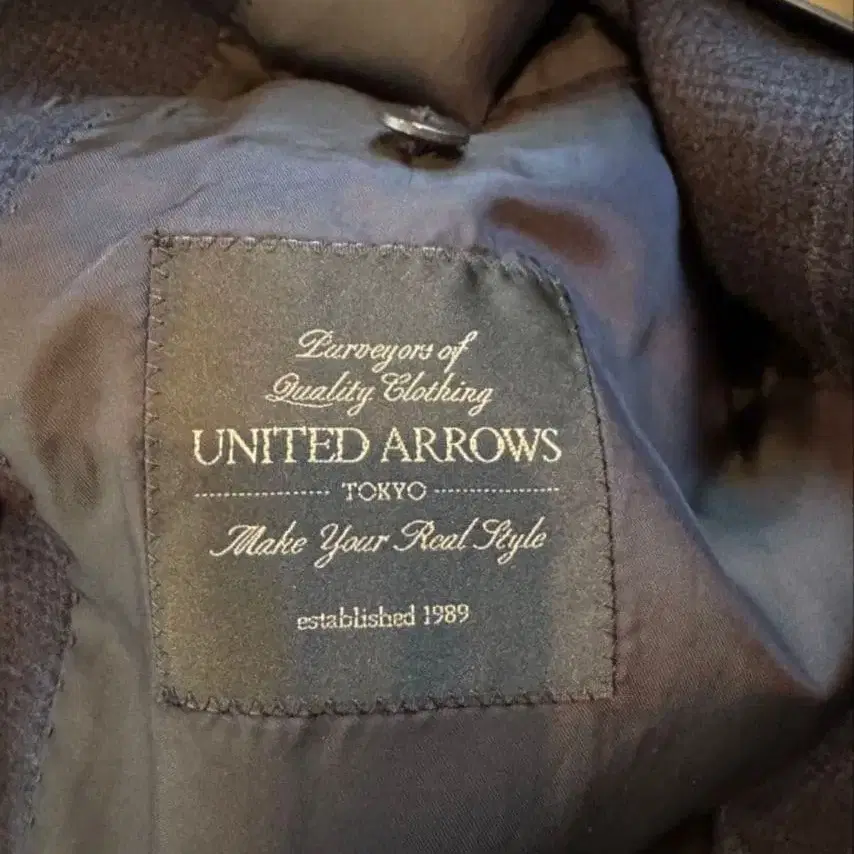 Purveyors of
Quality Clothing
UNITED ARROWS
TOKYO
Make Your Real Style
established 1989